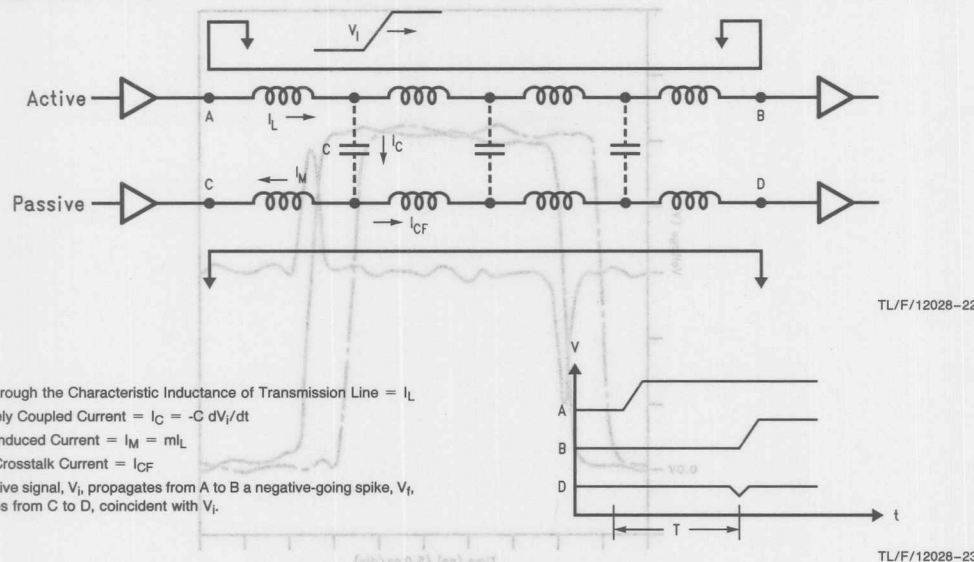 V_I
Active
A
I_L
C
I_C
B
C
I_M
D
Passive
I_CF
TL/F/12028–22
rough the Characteristic Inductance of Transmission Line = I_L
ely Coupled Current = I_C = -C dV_i/dt
nduced Current = I_M = mI_L
Crosstalk Current = I_CF
ive signal, V_i, propagates from A to B a negative-going spike, V_f,
es from C to D, coincident with V_i.
V
A
B
D
T
t
TL/F/12028–23